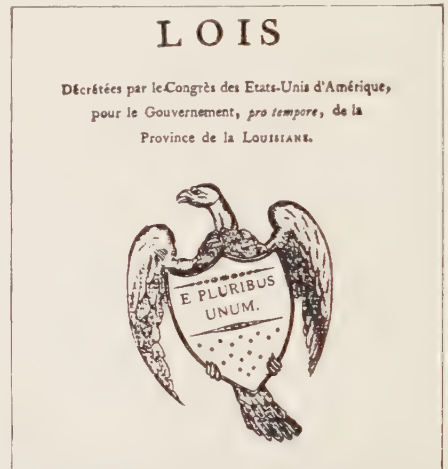 LOIS
Décrétées par le Congrès des Etats-Unis d'Amérique,
pour le Gouvernement, pro tempore, de la
Province de la LOUISIANE.
E PLURIBUS
UNUM.